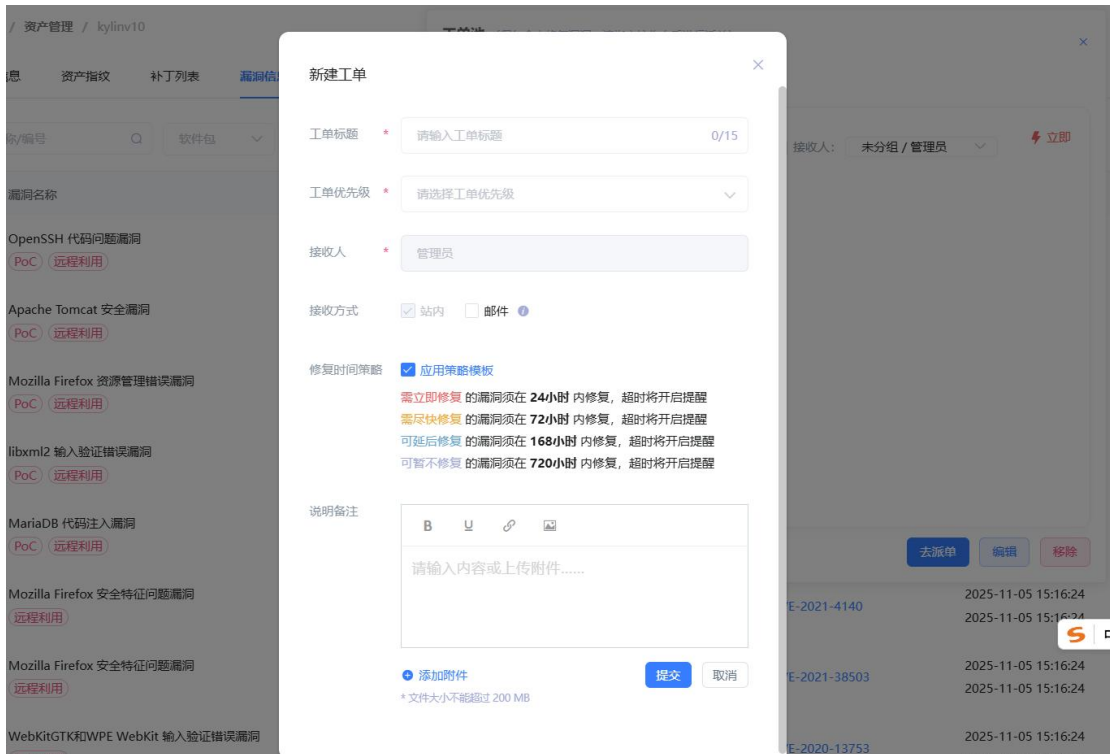 / 资产管理 / kylinv10
息 资产指纹 补丁列表 漏洞信息
称/编号 软件包
漏洞名称
OpenSSH 代码问题漏洞
PoC 远程利用
Apache Tomcat 安全漏洞
PoC 远程利用
Mozilla Firefox 资源管理错误漏洞
PoC 远程利用
libxml2 输入验证错误漏洞
PoC 远程利用
MariaDB 代码注入漏洞
PoC 远程利用
Mozilla Firefox 安全特征问题漏洞
远程利用
Mozilla Firefox 安全特征问题漏洞
远程利用
WebKitGTK和WPE WebKit 输入验证错误漏洞
新建工单
工单标题 * 请输入工单标题 0/15
工单优先级 * 请选择工单优先级
接收人 * 管理员
接收方式 站内 邮件
修复时间策略 应用策略模板
需立即修复 的漏洞须在 24小时 内修复，超时将开启提醒
需尽快修复 的漏洞须在 72小时 内修复，超时将开启提醒
可延后修复 的漏洞须在 168小时 内修复，超时将开启提醒
可暂不修复 的漏洞须在 720小时 内修复，超时将开启提醒
说明备注
B U
请输入内容或上传附件......
添加附件 提交 取消
* 文件大小不能超过 200 MB
接收人: 未分组 / 管理员 立即
去派单 编辑 移除
E-2021-4140 2025-11-05 15:16:24
2025-11-05 15:16:24
E-2021-38503 2025-11-05 15:16:24
2025-11-05 15:16:24
E-2020-13753 2025-11-05 15:16:24